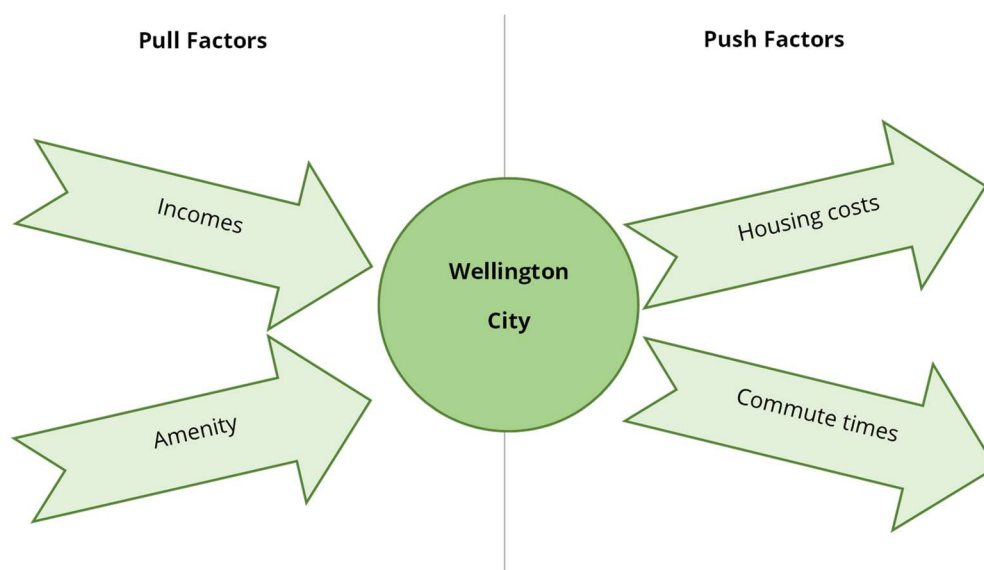 Pull Factors
Push Factors
Incomes
Housing costs
Wellington
City
Amenity
Commute times